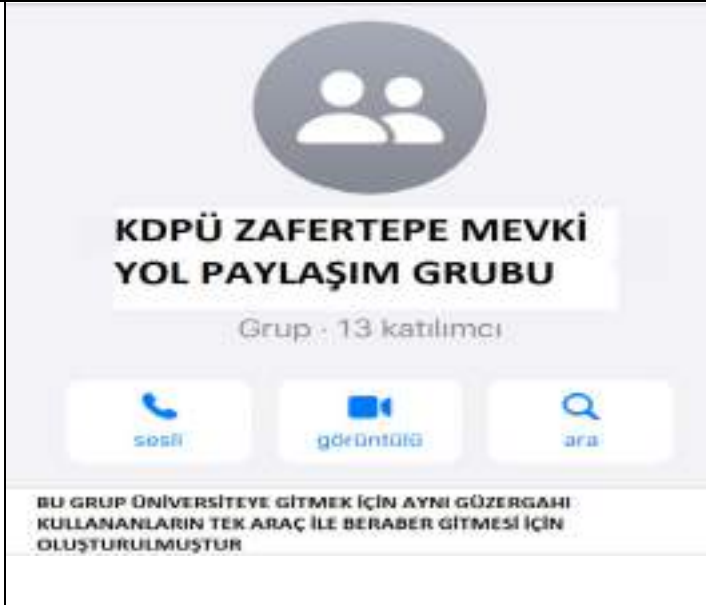 KDPÜ ZAFERTEPE MEVKİ
YOL PAYLAŞIM GRUBU
Grup · 13 katılımcı
sesli
görüntülü
ara
BU GRUP ÜNİVERSİTEYE GİTMEK İÇİN AYNI GÜZERGAHI
KULLANANLARIN TEK ARAÇ İLE BERABER GİTMESİ İÇİN
OLUŞTURULMUŞTUR